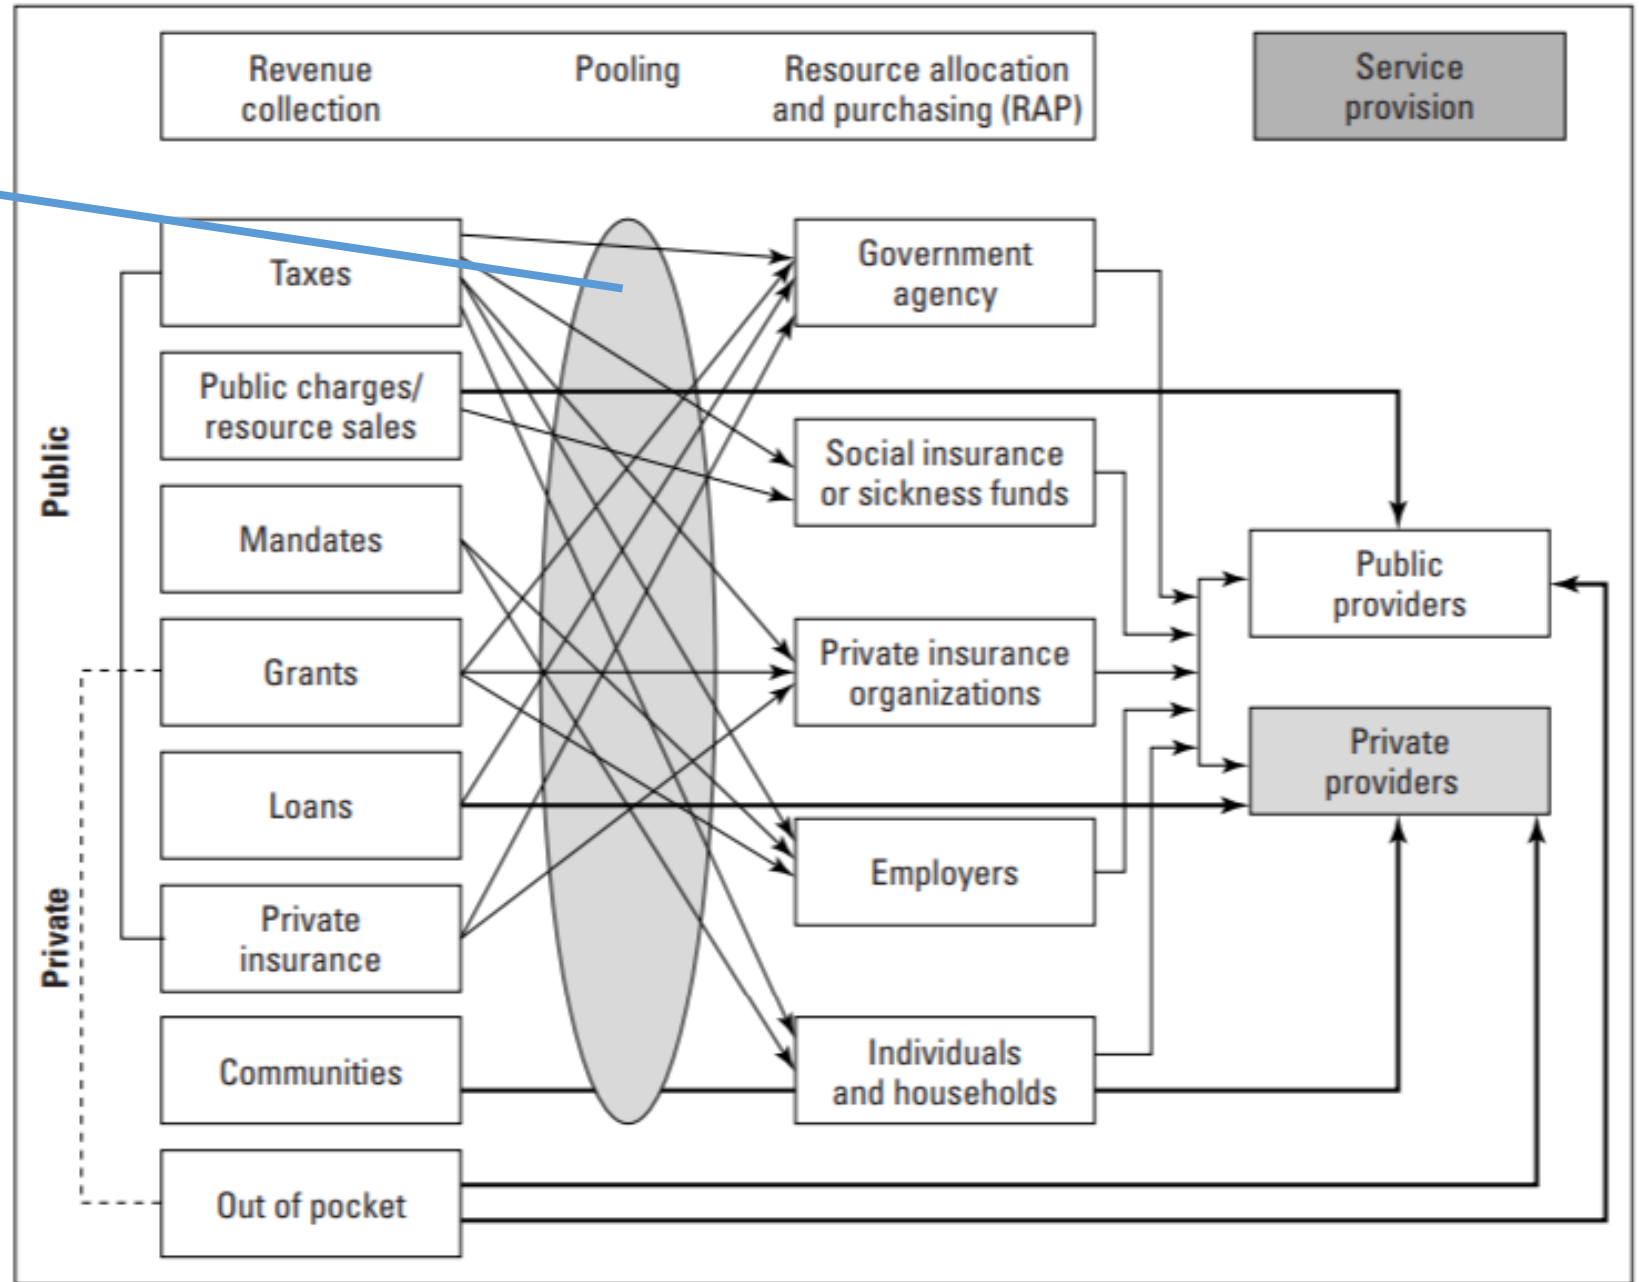 Revenue
collection
Pooling
Resource allocation
and purchasing (RAP)
Service
provision
Public
Private
Taxes
Public charges/
resource sales
Mandates
Grants
Loans
Private
insurance
Communities
Out of pocket
Government
agency
Social insurance
or sickness funds
Private insurance
organizations
Employers
Individuals
and households
Public
providers
Private
providers